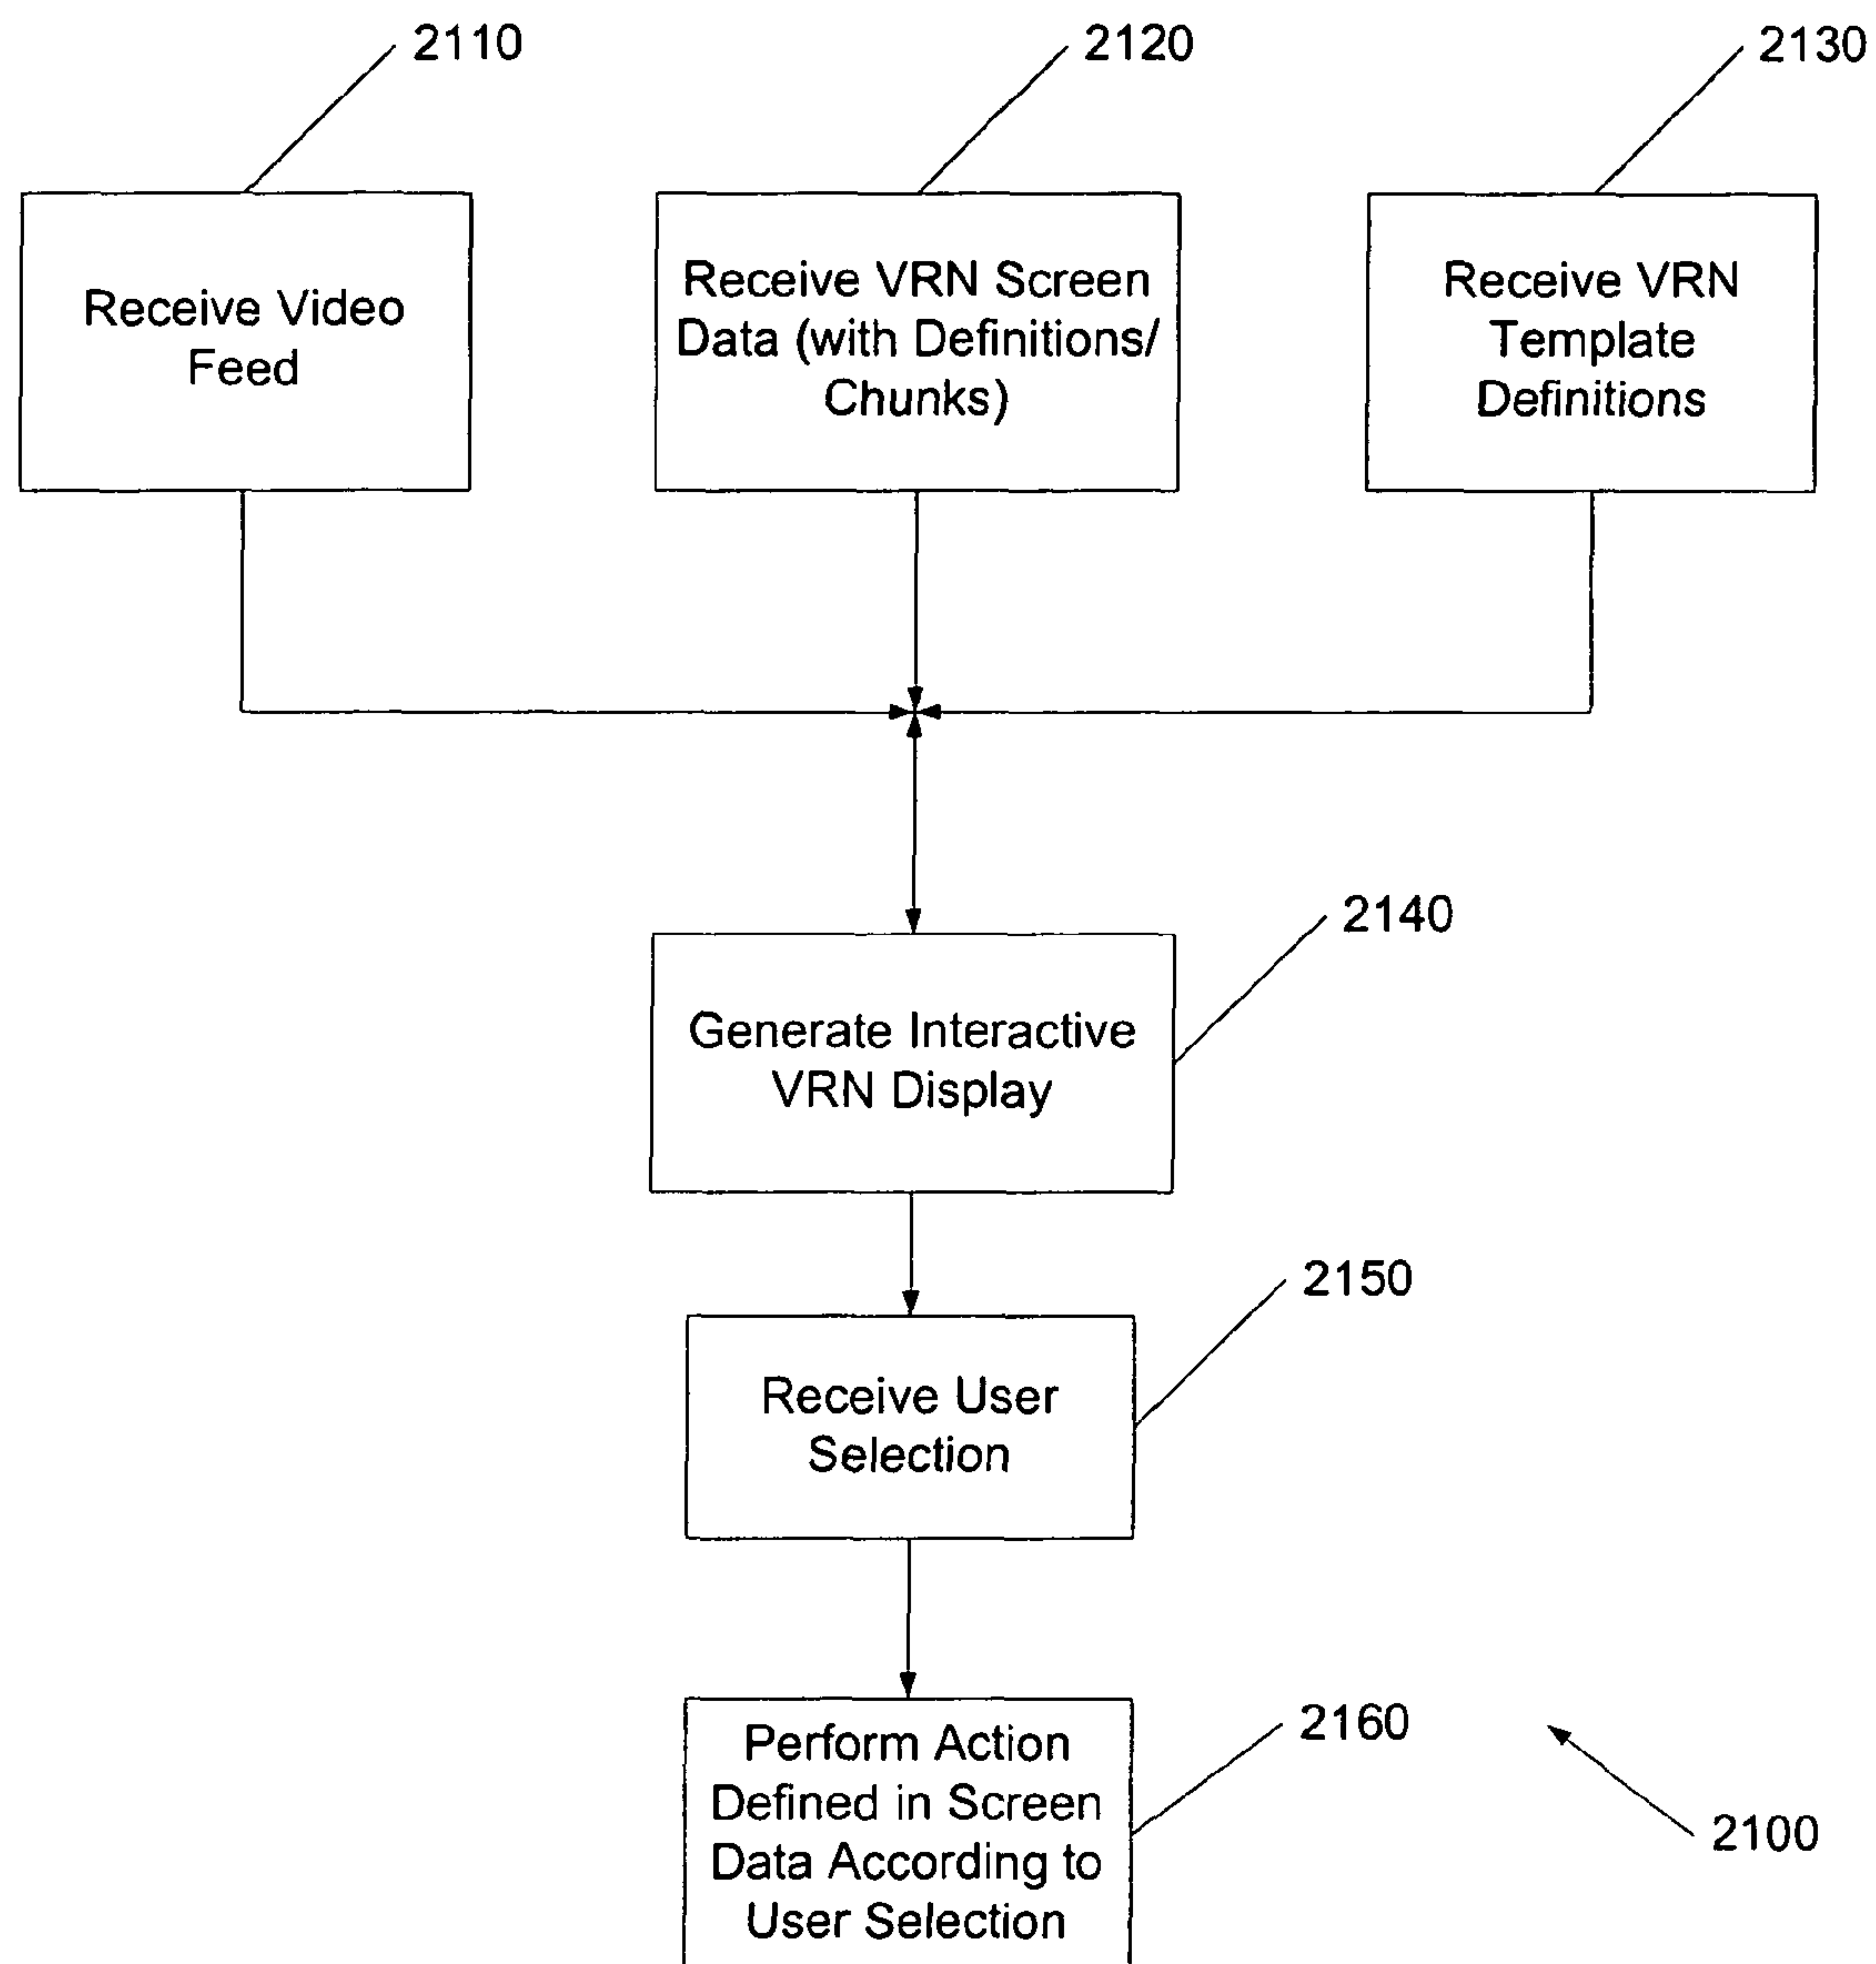 2110
2120
2130
Receive Video
Feed
Receive VRN Screen
Data (with Definitions/
Chunks)
Receive VRN
Template
Definitions
2140
Generate Interactive
VRN Display
2150
Receive User
Selection
2160
Perform Action
Defined in Screen
Data According to
User Selection
2100